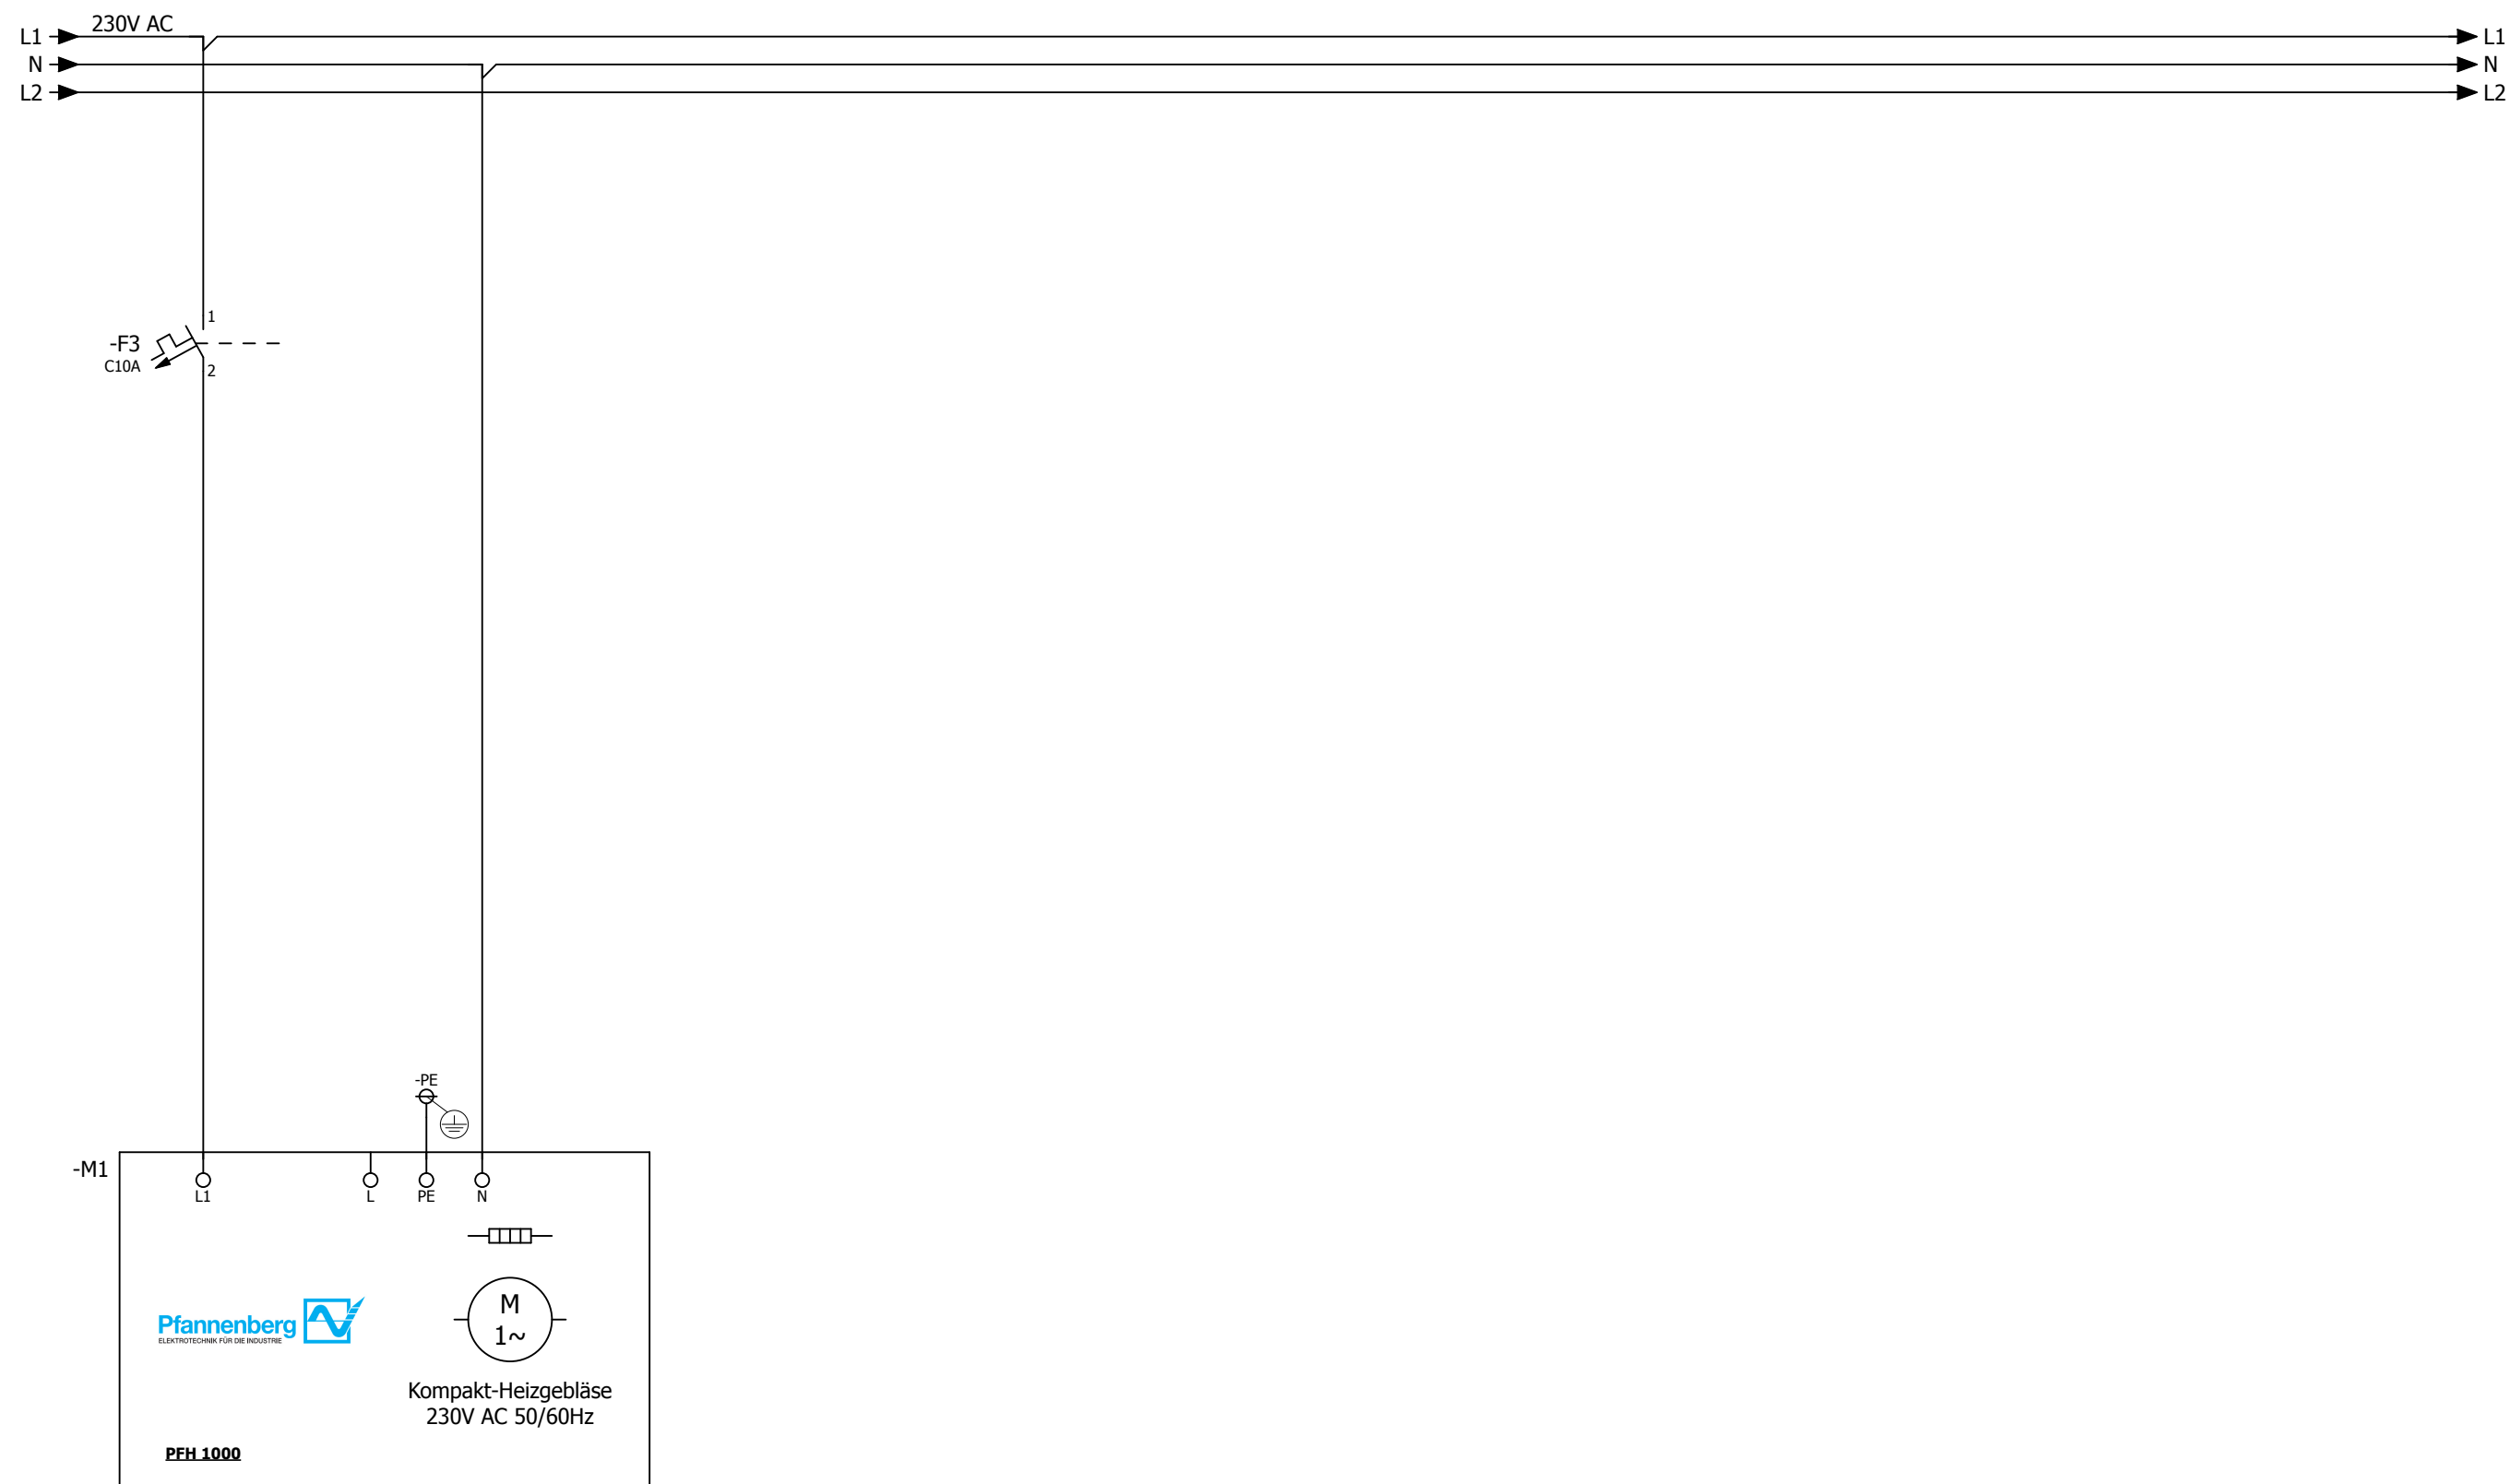 230V AC
L1
L1
N
N
L2
L2
1
-F3
C10A
2
-PE
-M1
L1
L
PE
N
M
1~
Pfannenberg
ELEKTROTECHNIK FÜR DIE INDUSTRIE
Kompakt-Heizgebläse
230V AC 50/60Hz
PFH 1000